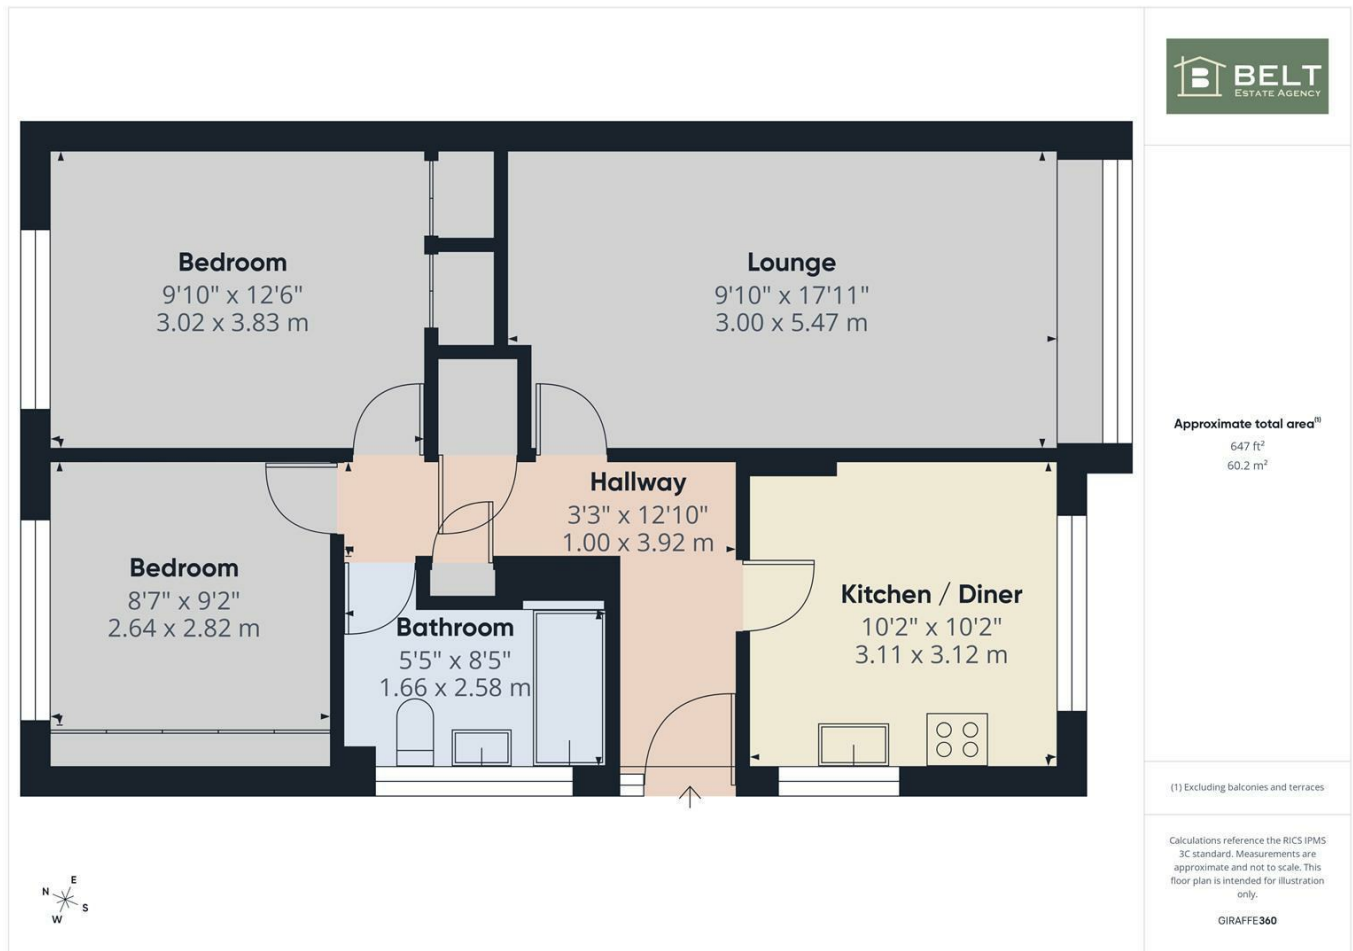 B BELT
ESTATE AGENCY
Bedroom
9'10" x 12'6"
3.02 x 3.83 m
Lounge
9'10" x 17'11"
3.00 x 5.47 m
Hallway
3'3" x 12'10"
1.00 x 3.92 m
Bedroom
8'7" x 9'2"
2.64 x 2.82 m
Bathroom
5'5" x 8'5"
1.66 x 2.58 m
Kitchen / Diner
10'2" x 10'2"
3.11 x 3.12 m
Approximate total area(1)
647 ft²
60.2 m²
(1) Excluding balconies and terraces
Calculations reference the RICS IPMS
3C standard. Measurements are
approximate and not to scale. This
floor plan is intended for illustration
only.
GIRAFFE360
E
N
S
W